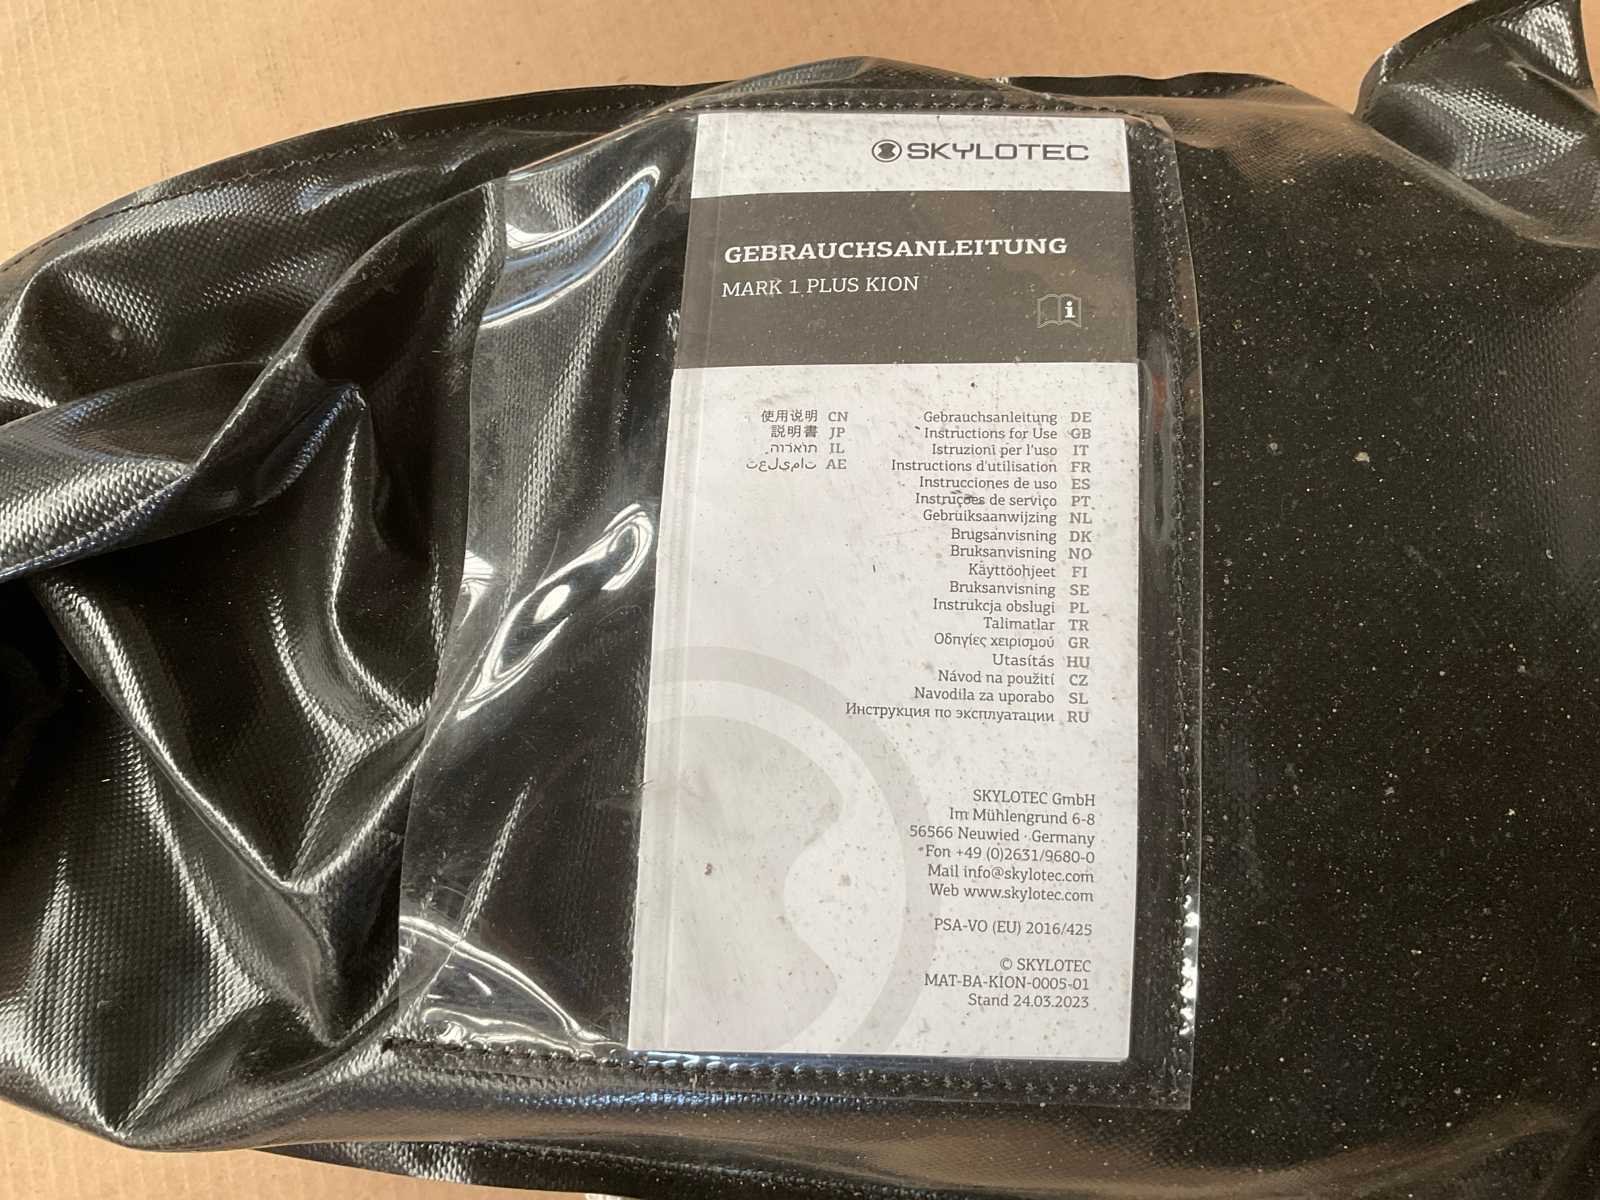 SKYLOTEC
GEBRAUCHSANLEITUNG
MARK 1 PLUS KION
i
使用说明 CN
説明書 JP
הוראות IL
تعليمات AE
Gebrauchsanleitung DE
Instructions for Use GB
Istruzioni per l'uso IT
Instructions d'utilisation FR
Instrucciones de uso ES
Instruções de serviço PT
Gebruiksaanwijzing NL
Brugsanvisning DK
Bruksanvisning NO
Käyttöohjeet FI
Bruksanvisning SE
Instrukcja obslugi PL
Talimatlar TR
Οδηγίες χειρισμού GR
Utasítás HU
Návod na použití CZ
Navodila za uporabo SL
Инструкция по эксплуатации RU
SKYLOTEC GmbH
Im Mühlengrund 6-8
56566 Neuwied · Germany
Fon +49 (0)2631/9680-0
Mail info@skylotec.com
Web www.skylotec.com
PSA-VO (EU) 2016/425
© SKYLOTEC
MAT-BA-KION-0005-01
Stand 24.03.2023